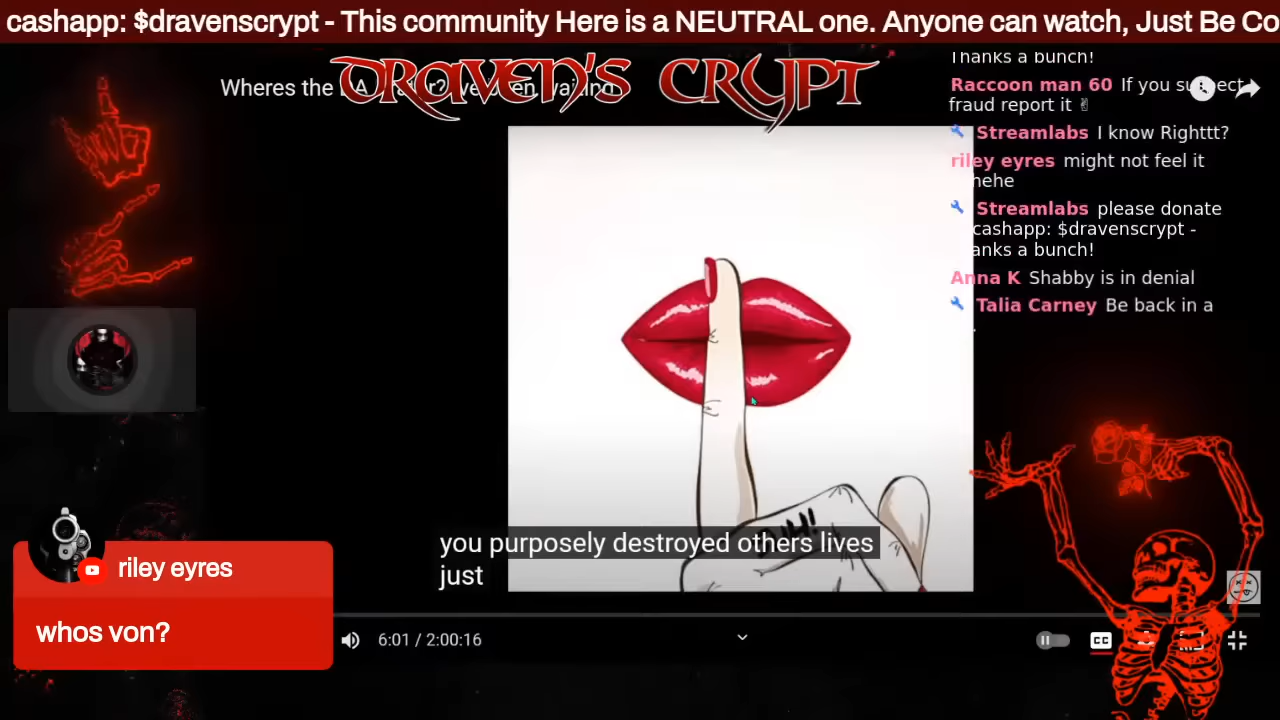 cashapp: $dravenscrypt - This community Here is a NEUTRAL one. Anyone can watch, Just Be Co
DRAVEN'S CRYPT
Wheres the
Thanks a bunch!
Raccoon man 60 If you suspect
fraud report it ✌
Streamlabs I know Righttt?
riley eyres might not feel it
hehe
Streamlabs please donate
cashapp: $dravenscrypt -
anks a bunch!
Anna K Shabby is in denial
Talia Carney Be back in a
.
you purposely destroyed others lives
just
riley eyres
whos von?
6:01 / 2:00:16
CC